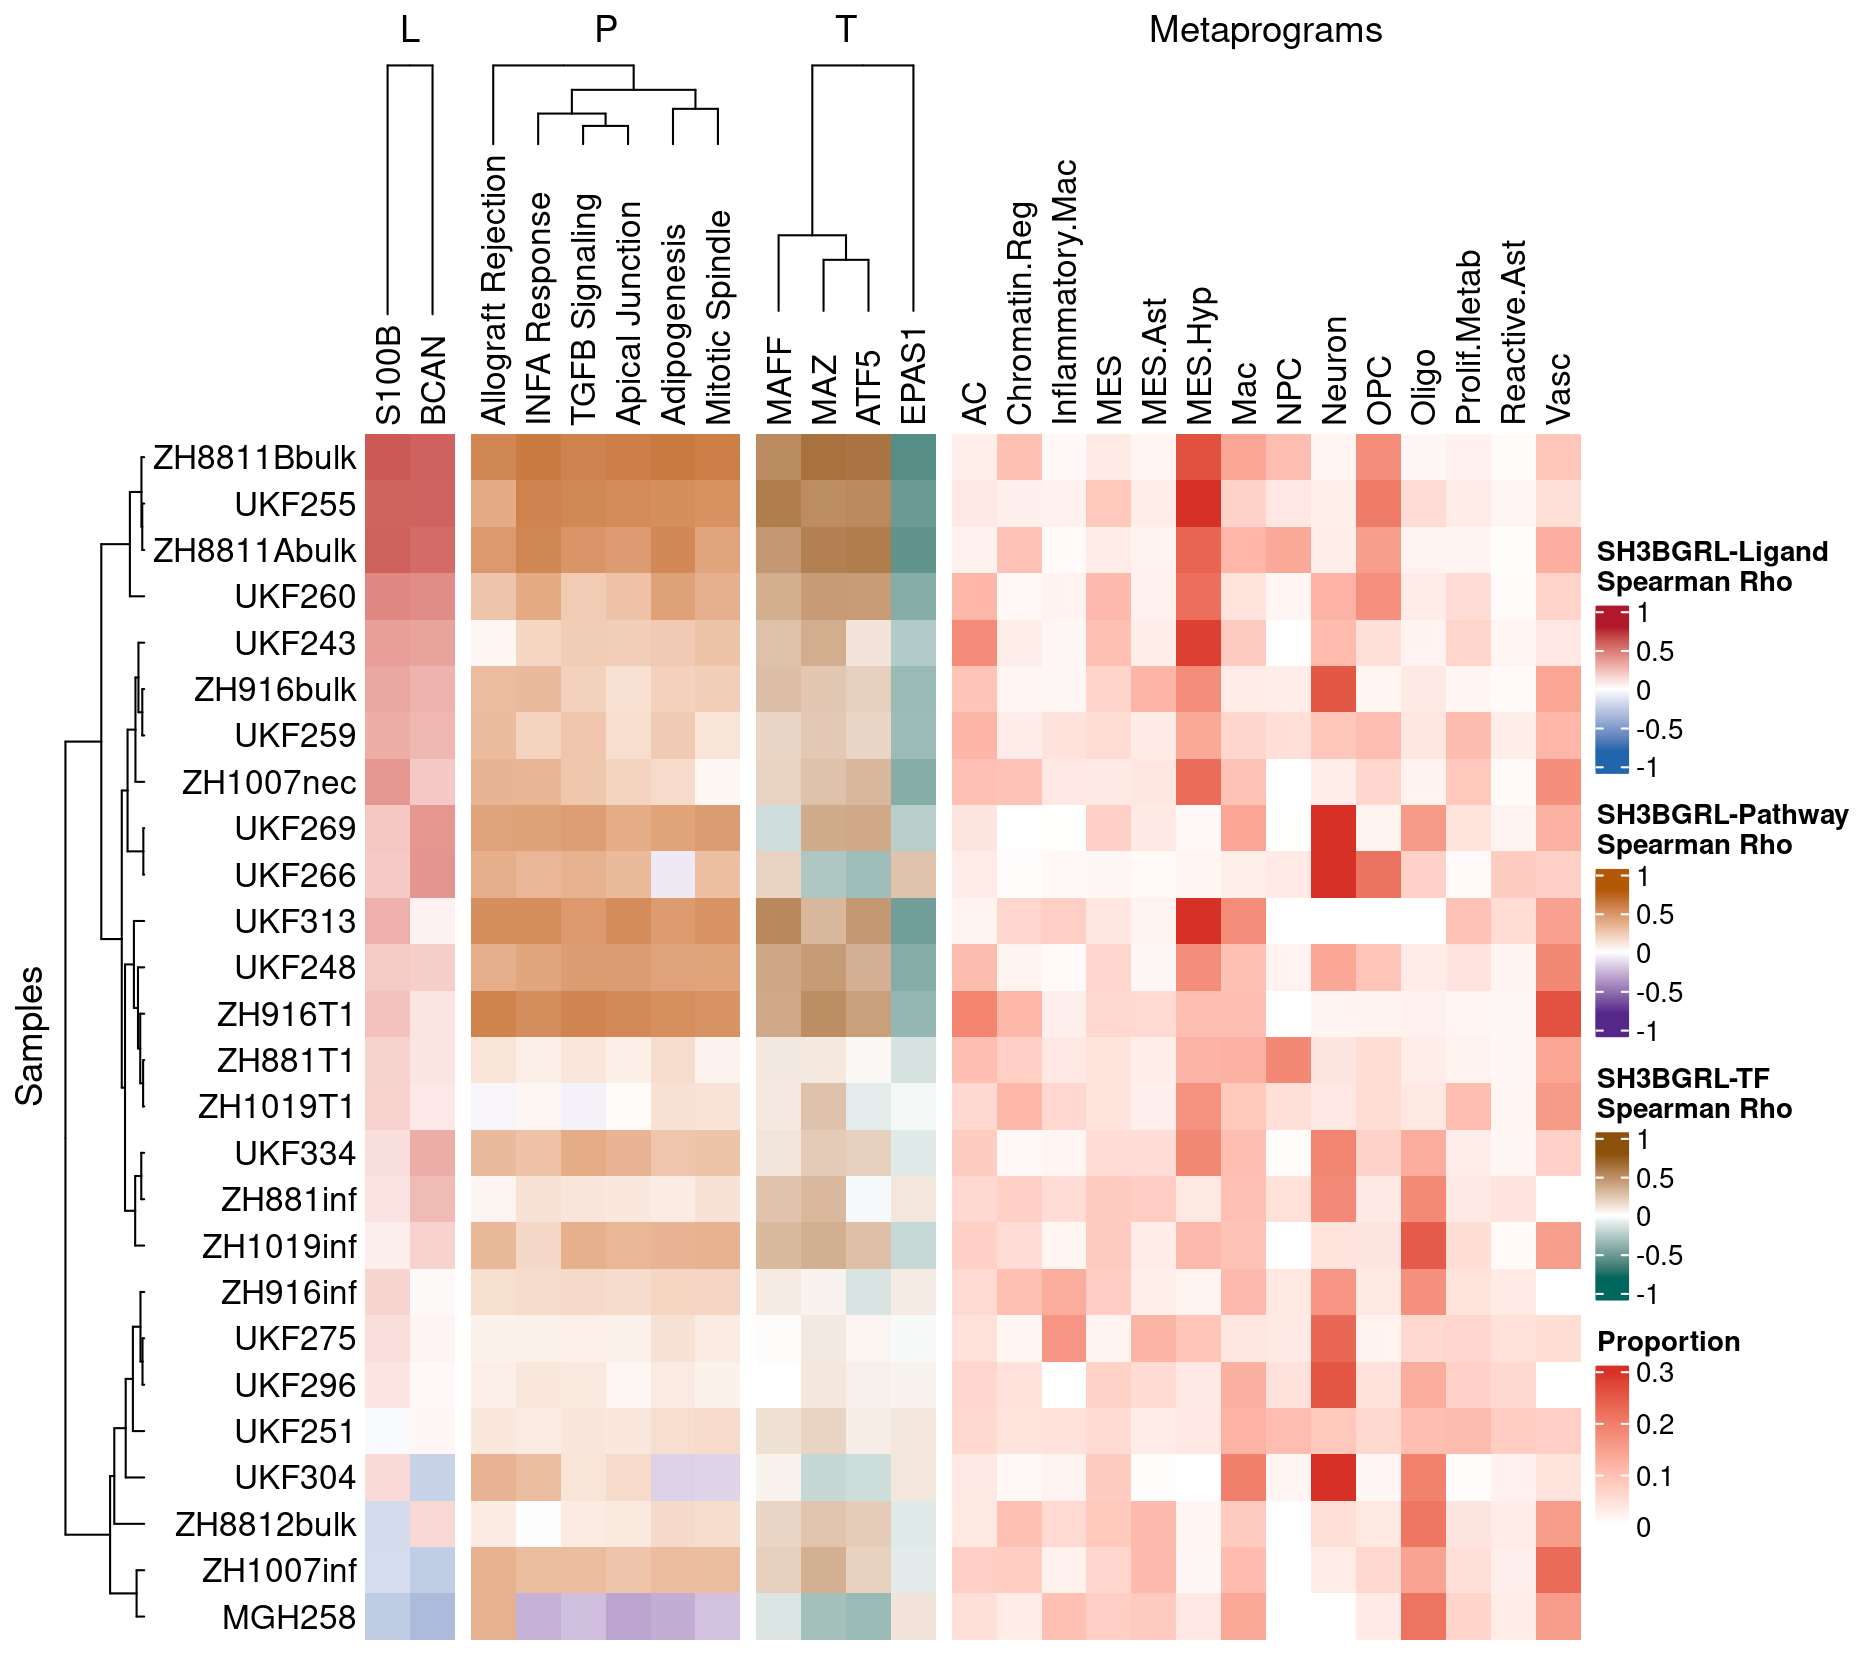 L
P
T
Metaprograms
S100B
BCAN
Allograft Rejection
INFA Response
TGFB Signaling
Apical Junction
Adipogenesis
Mitotic Spindle
MAFF
MAZ
ATF5
EPAS1
AC
Chromatin.Reg
Inflammatory.Mac
MES
MES.Ast
MES.Hyp
Mac
NPC
Neuron
OPC
Oligo
Prolif.Metab
Reactive.Ast
Vasc
Samples
ZH8811Bbulk
UKF255
ZH8811Abulk
UKF260
UKF243
ZH916bulk
UKF259
ZH1007nec
UKF269
UKF266
UKF313
UKF248
ZH916T1
ZH881T1
ZH1019T1
UKF334
ZH881inf
ZH1019inf
ZH916inf
UKF275
UKF296
UKF251
UKF304
ZH8812bulk
ZH1007inf
MGH258
SH3BGRL-Ligand
Spearman Rho
1
0.5
0
-0.5
-1
SH3BGRL-Pathway
Spearman Rho
1
0.5
0
-0.5
-1
SH3BGRL-TF
Spearman Rho
1
0.5
0
-0.5
-1
Proportion
0.3
0.2
0.1
0